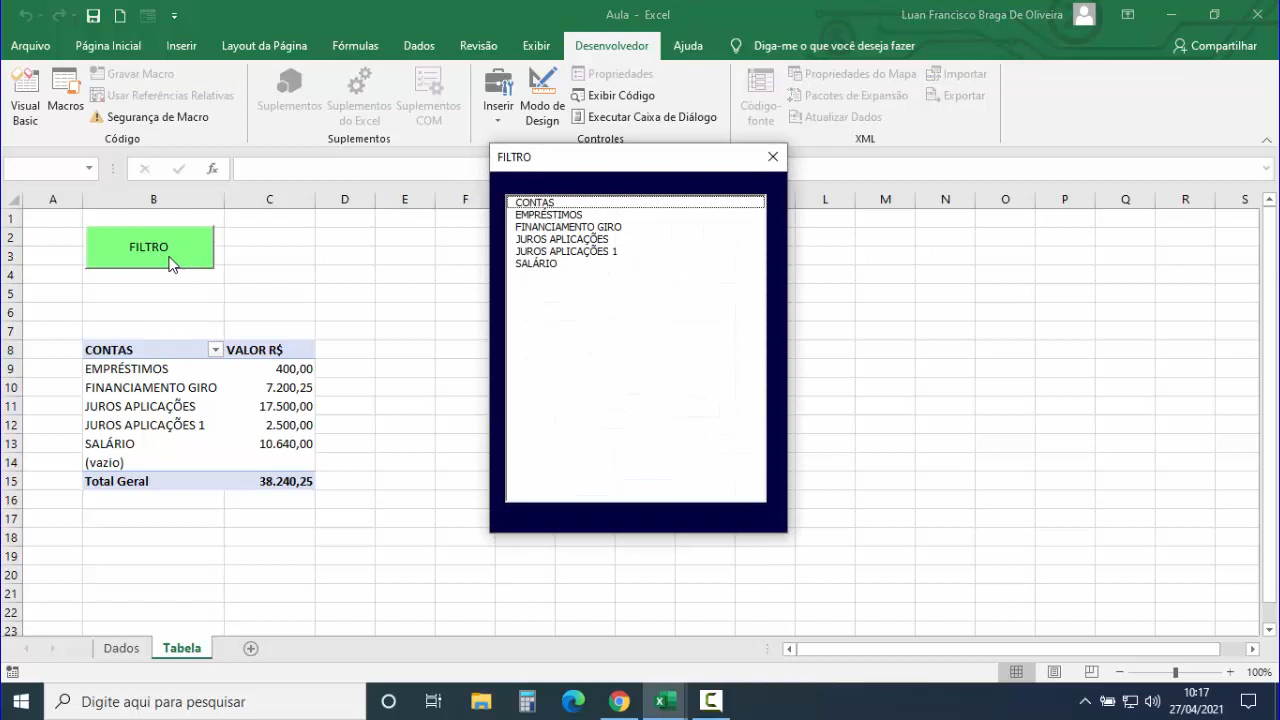 Aula - Excel
Luan Francisco Braga De Oliveira
Arquivo
Página Inicial
Inserir
Layout da Página
Fórmulas
Dados
Revisão
Exibir
Desenvolvedor
Ajuda
Diga-me o que você deseja fazer
Compartilhar
Visual
Basic
Macros
Gravar Macro
Usar Referências Relativas
Segurança de Macro
Código
Suplementos
Suplementos
do Excel
Suplementos
COM
Suplementos
Inserir
Modo de
Design
Propriedades
Exibir Código
Executar Caixa de Diálogo
Controles
Código-
fonte
Propriedades do Mapa
Pacotes de Expansão
Atualizar Dados
Importar
Exportar
XML
fx
FILTRO
CONTAS
EMPRÉSTIMOS
FINANCIAMENTO GIRO
JUROS APLICAÇÕES
JUROS APLICAÇÕES 1
SALÁRIO
A B C D E F L M N O P Q R S
1
2
3
4
5
6
7
FILTRO
8 CONTAS VALOR R$
9 EMPRÉSTIMOS 400,00
10 FINANCIAMENTO GIRO 7.200,25
11 JUROS APLICAÇÕES 17.500,00
12 JUROS APLICAÇÕES 1 2.500,00
13 SALÁRIO 10.640,00
14 (vazio)
15 Total Geral 38.240,25
16
17
18
19
20
21
22
23
Dados
Tabela
100%
Digite aqui para pesquisar
10:17
27/04/2021